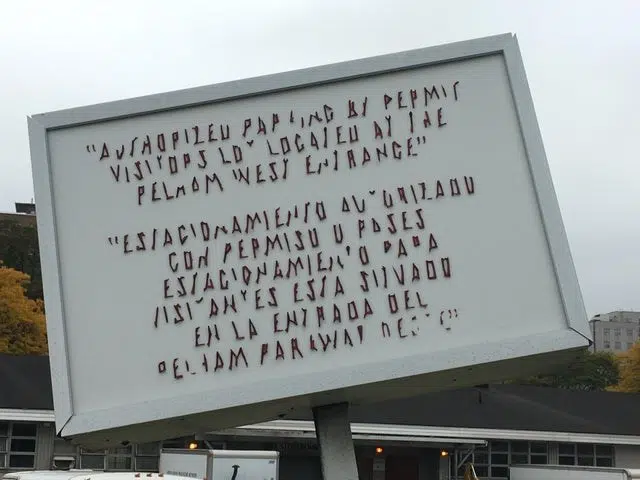 "AUTHORIZED PARKING BY PERMIT
VISITORS LOT LOCATED AT THE
PELHAM WEST ENTRANCE"
"ESTACIONAMIENTO AUTORIZADO
CON PERMISO O PASES
ESTACIONAMIENTO PARA
VISITANTES ESTA SITUADO
EN LA ENTRADA DEL
PELHAM PARKWAY OESTE"